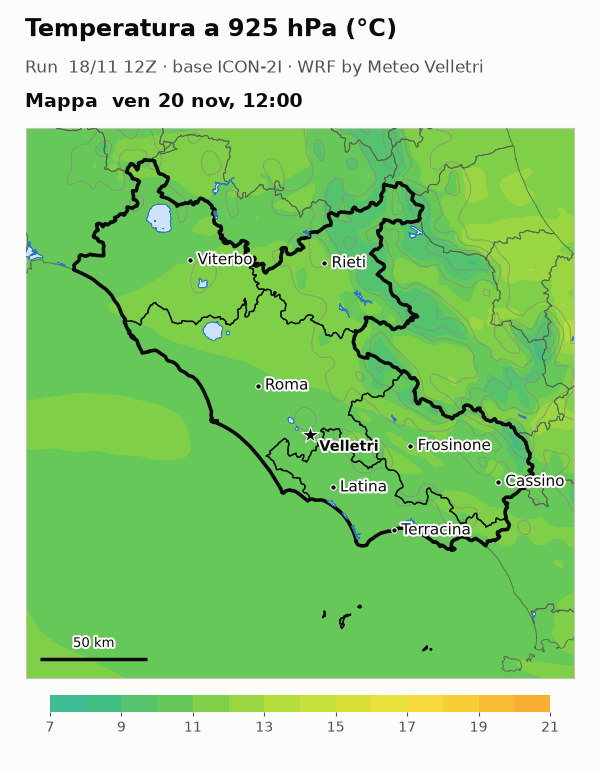 Temperatura a 925 hPa (°C)
Run  18/11 12Z · base ICON-2I · WRF by Meteo Velletri
Mappa  ven 20 nov, 12:00
Viterbo
Rieti
Roma
Velletri
Frosinone
Cassino
Latina
Terracina
50 km
7 9 11 13 15 17 19 21